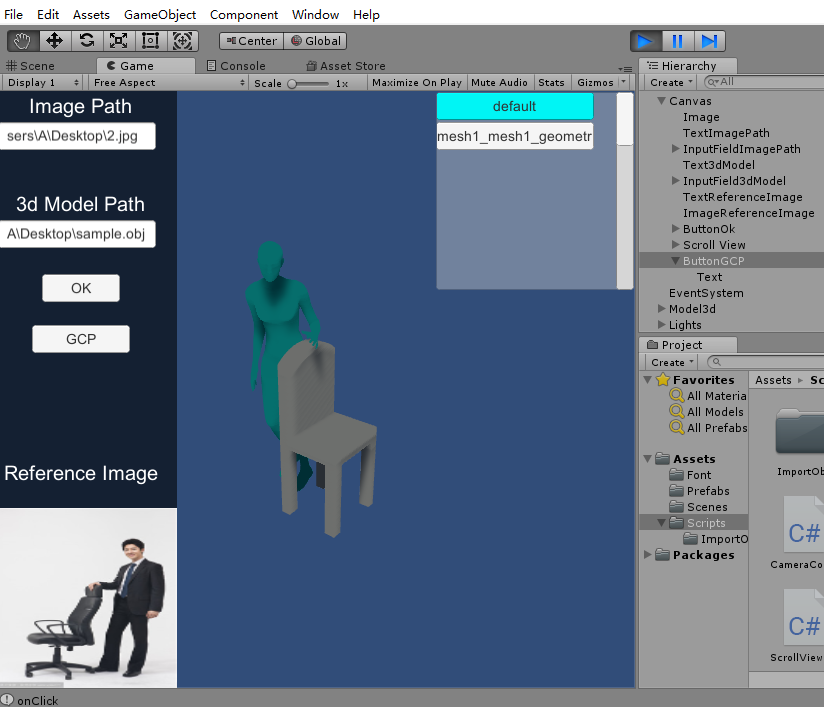 File Edit Assets GameObject Component Window Help
Center Global
Scene Game Console Asset Store
Display 1 Free Aspect Scale 1x Maximize On Play Mute Audio Stats Gizmos
Image Path
sers\A\Desktop\2.jpg
3d Model Path
A\Desktop\sample.obj
OK
GCP
Reference Image
default
mesh1_mesh1_geometr
Hierarchy
Create All
Canvas
Image
TextImagePath
InputFieldImagePath
Text3dModel
InputField3dModel
TextReferenceImage
ImageReferenceImage
ButtonOk
Scroll View
ButtonGCP
Text
EventSystem
Model3d
Lights
Project
Create
Favorites
All Materia
All Models
All Prefabs
Assets
Font
Prefabs
Scenes
Scripts
ImportO
Packages
Assets Sc
ImportOb
C#
CameraCo
C#
ScrollView
onClick